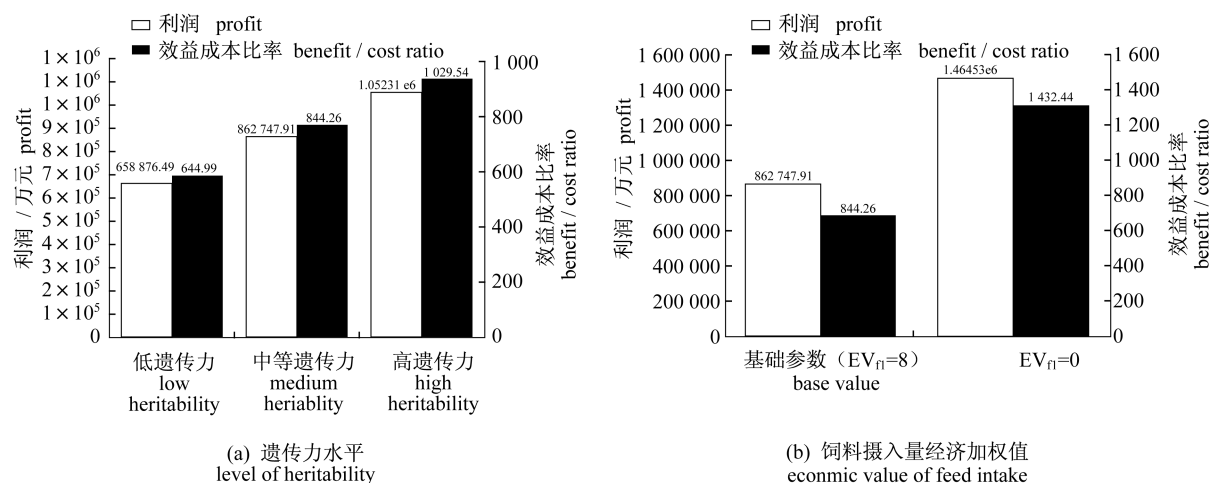 利润 profit
效益成本比率 benefit / cost ratio
利润 / 万元 profit
1×10⁶
1×10⁶
1×10⁶
9×10⁵
8×10⁵
7×10⁵
6×10⁵
5×10⁵
4×10⁵
3×10⁵
2×10⁵
1×10⁵
0
658 876.49
644.99
862 747.91
844.26
1.05231 e6
1 029.54
1 000
800
600
400
200
0
效益成本比率
benefit / cost ratio
低遗传力
low
heritability
中等遗传力
medium
heriablity
高遗传力
high
heritability
(a) 遗传力水平
level of heritability
利润 profit
效益成本比率 benefit / cost ratio
利润 / 万元 profit
1 600 000
1 400 000
1 200 000
1 000 000
800 000
600 000
400 000
200 000
0
862 747.91
844.26
1.46453e6
1 432.44
1 600
1 400
1 200
1 000
800
600
400
200
0
效益成本比率
benefit / cost ratio
基础参数（EVfl=8）
base value
EVfl=0
(b) 饲料摄入量经济加权值
econmic value of feed intake